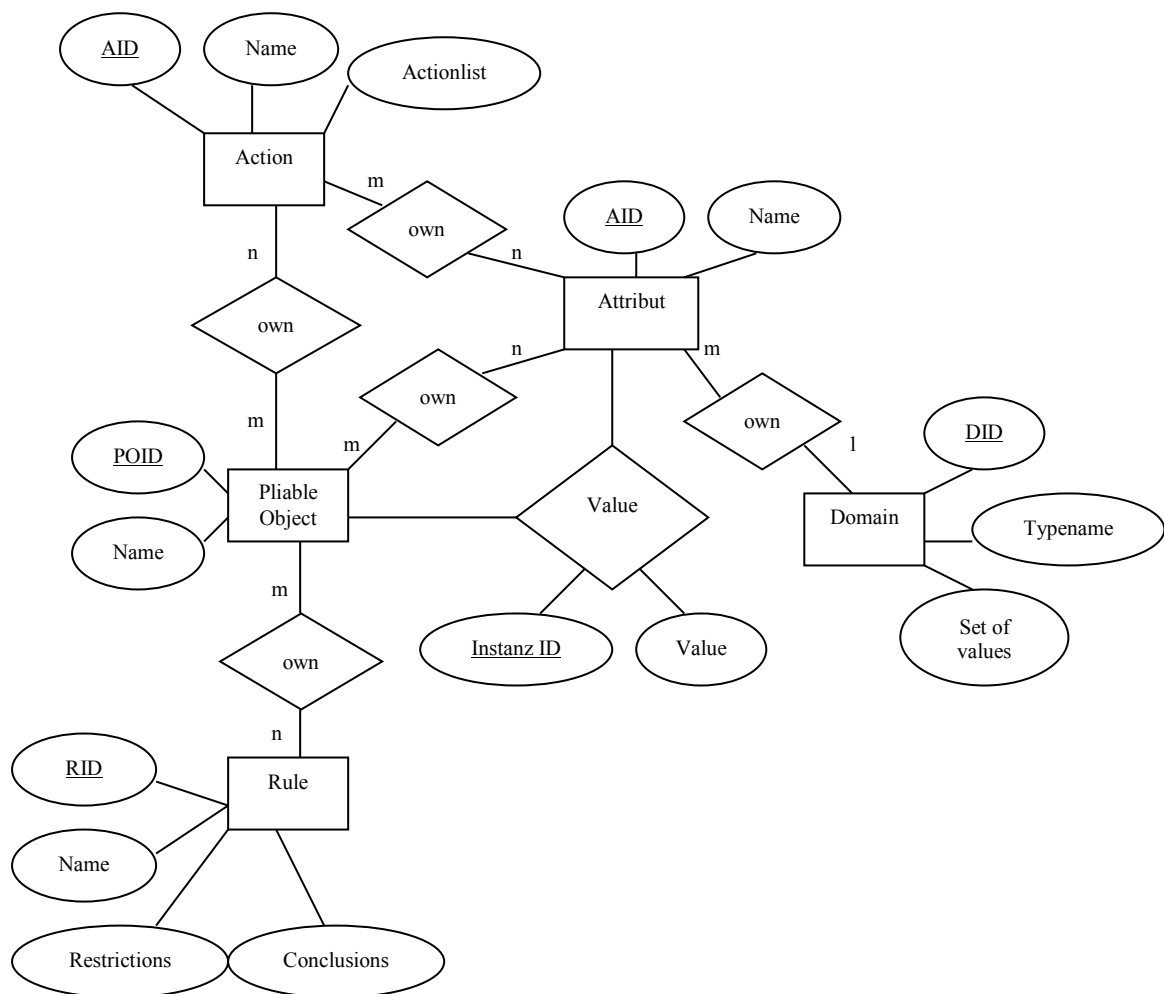 AID
Name
Actionlist
Action
m
own
AID
Name
n
n
Attribut
own
n
m
own
m
m
own
DID
POID
l
Pliable
Object
Value
Domain
Typename
Name
m
Set of
values
Instanz ID
Value
own
n
RID
Rule
Name
Restrictions
Conclusions